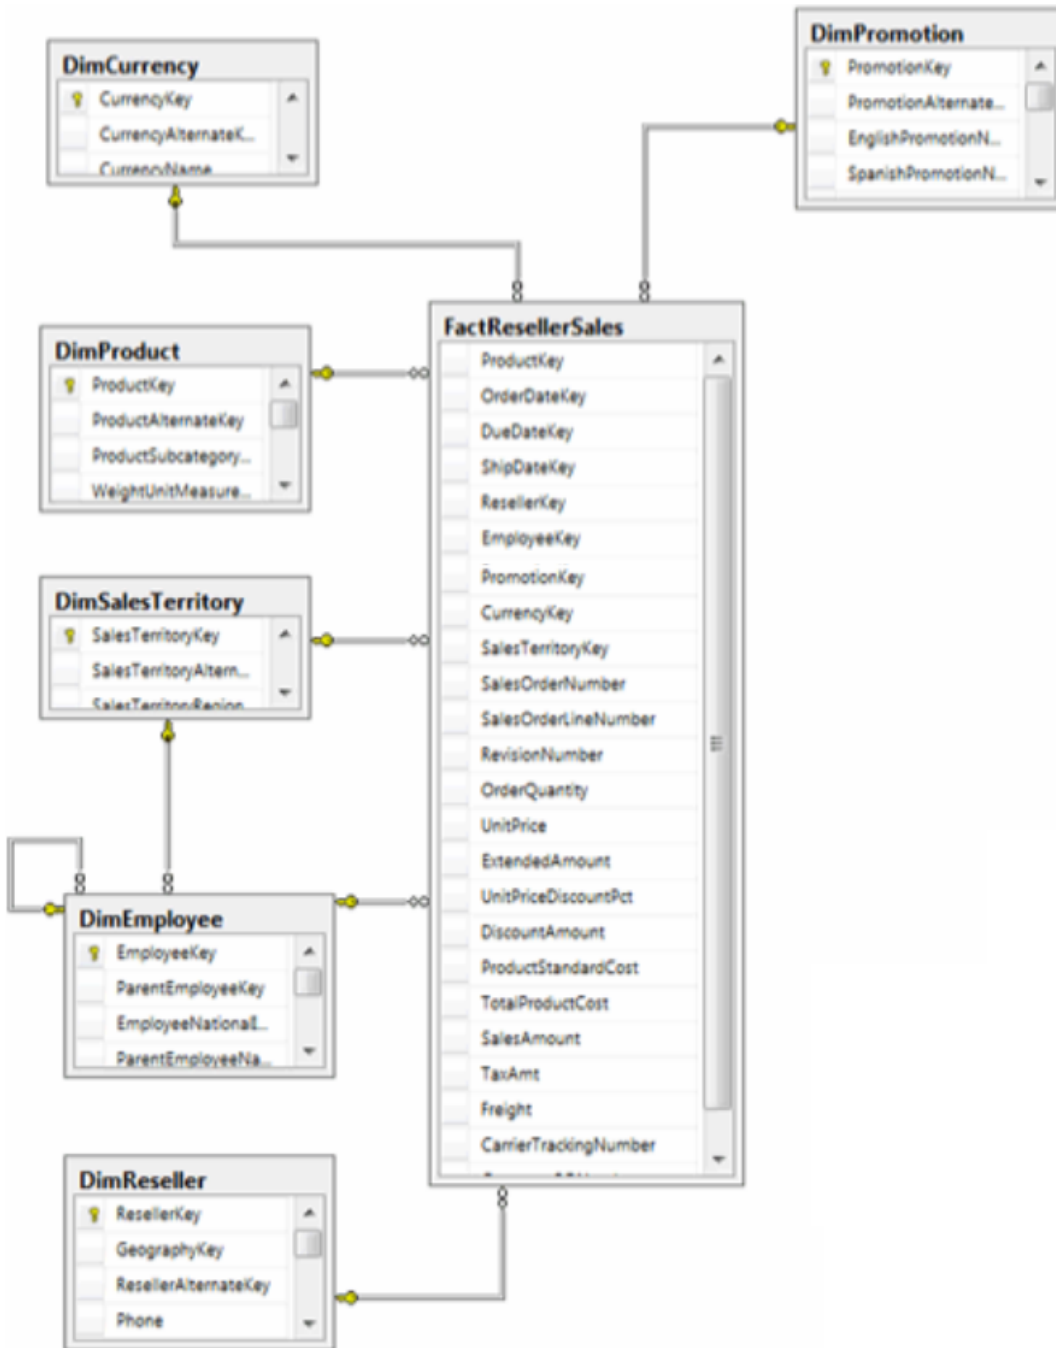 DimCurrency
CurrencyKey
CurrencyAlternateK...
CurrencyName
DimPromotion
PromotionKey
PromotionAlternate...
EnglishPromotionN...
SpanishPromotionN...
DimProduct
ProductKey
ProductAlternateKey
ProductSubcategory...
WeightUnitMeasure...
DimSalesTerritory
SalesTerritoryKey
SalesTerritoryAltern...
SalesTerritoryRegion
DimEmployee
EmployeeKey
ParentEmployeeKey
EmployeeNationalI...
ParentEmployeeNa...
DimReseller
ResellerKey
GeographyKey
ResellerAlternateKey
Phone
FactResellerSales
ProductKey
OrderDateKey
DueDateKey
ShipDateKey
ResellerKey
EmployeeKey
PromotionKey
CurrencyKey
SalesTerritoryKey
SalesOrderNumber
SalesOrderLineNumber
RevisionNumber
OrderQuantity
UnitPrice
ExtendedAmount
UnitPriceDiscountPct
DiscountAmount
ProductStandardCost
TotalProductCost
SalesAmount
TaxAmt
Freight
CarrierTrackingNumber